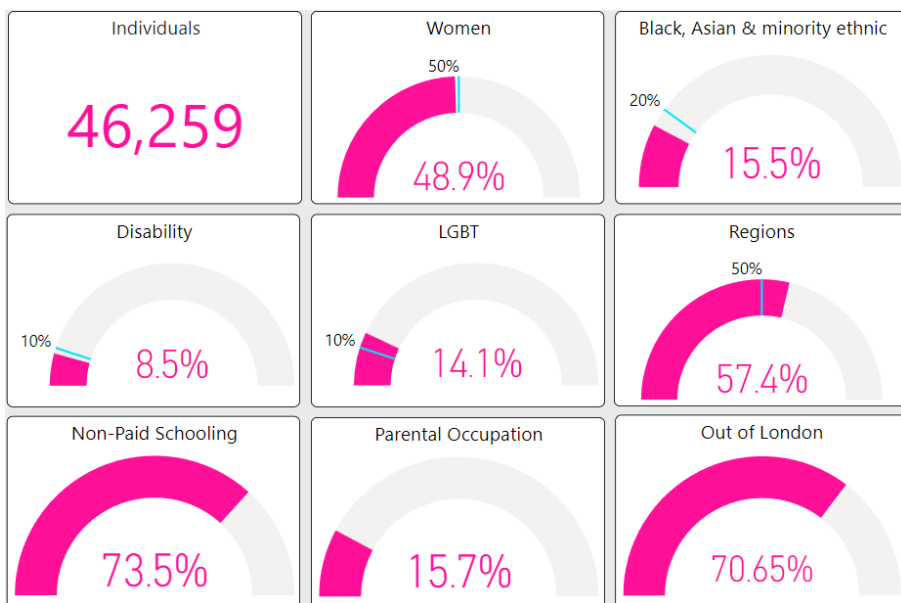 Individuals
46,259
Women
50%
48.9%
Black, Asian & minority ethnic
20%
15.5%
Disability
10%
8.5%
LGBT
10%
14.1%
Regions
50%
57.4%
Non-Paid Schooling
73.5%
Parental Occupation
15.7%
Out of London
70.65%